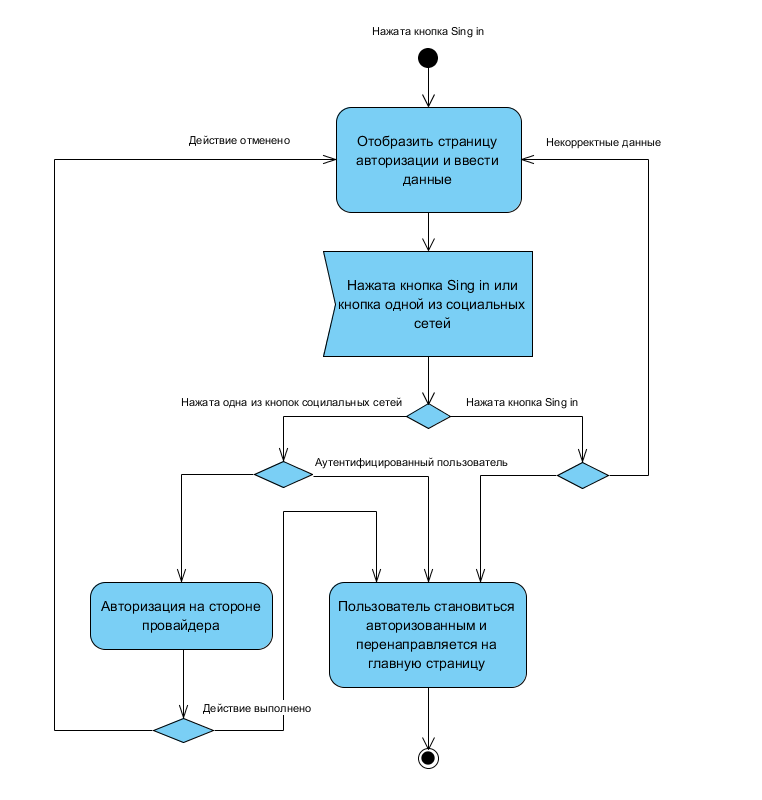 Нажата кнопка Sing in
Действие отменено
Отобразить страницу
авторизации и ввести
данные
Некорректные данные
Нажата кнопка Sing in или
кнопка одной из социальных
сетей
Нажата одна из кнопок социлальных сетей
Нажата кнопка Sing in
Аутентифицированный пользователь
Авторизация на стороне
провайдера
Пользователь становиться
авторизованным и
перенаправляется на
главную страницу
Действие выполнено